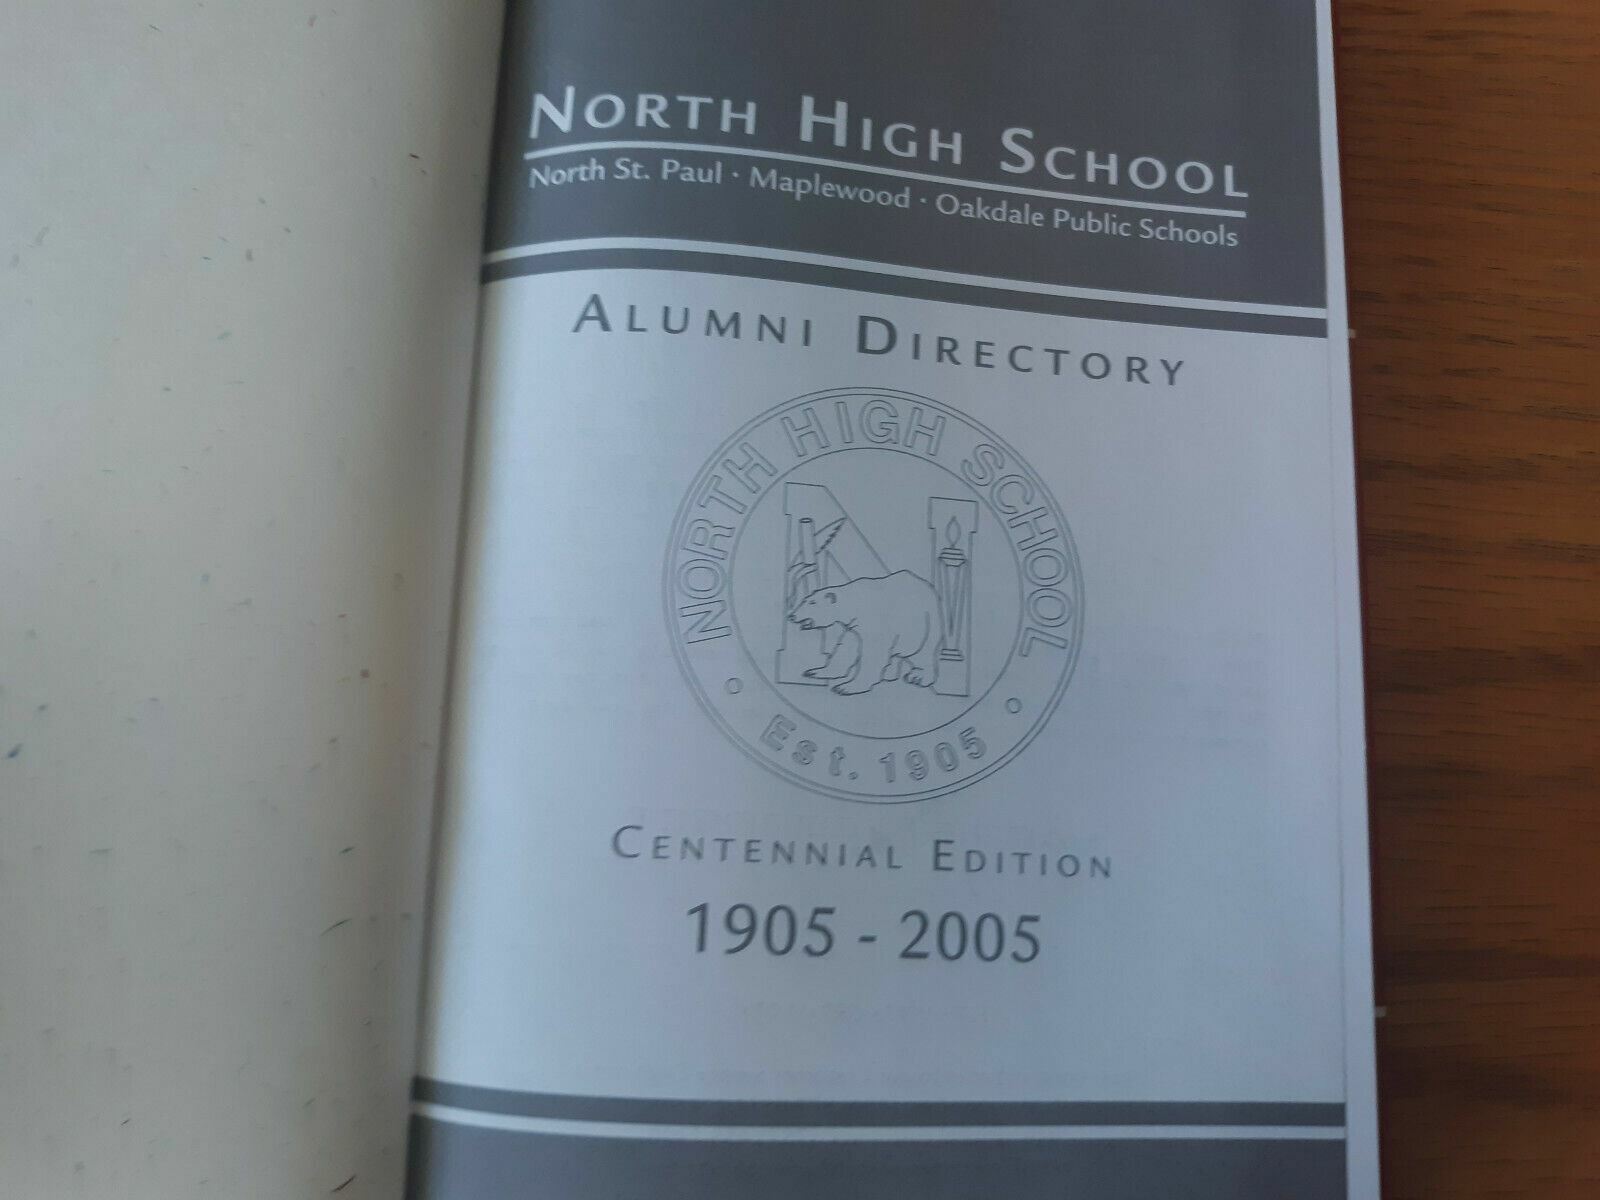 NORTH HIGH SCHOOL
North St. Paul · Maplewood · Oakdale Public Schools
ALUMNI DIRECTORY
NORTH HIGH SCHOOL
Est. 1905
CENTENNIAL EDITION
1905 - 2005